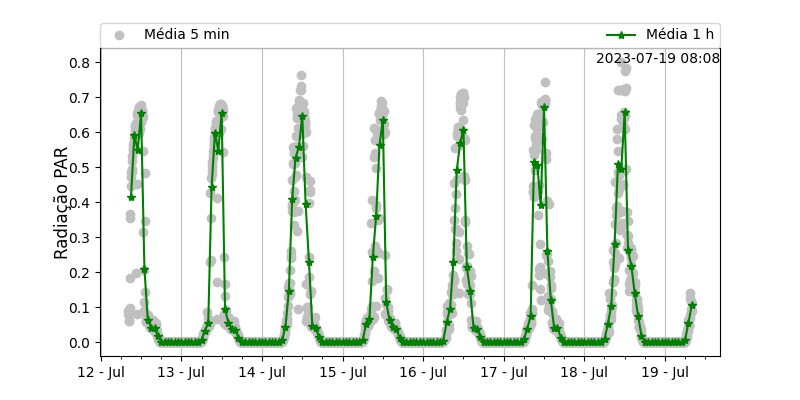 Média 5 min
Média 1 h
2023-07-19 08:08
Radiação PAR
0.8
0.7
0.6
0.5
0.4
0.3
0.2
0.1
0.0
12 - Jul
13 - Jul
14 - Jul
15 - Jul
16 - Jul
17 - Jul
18 - Jul
19 - Jul